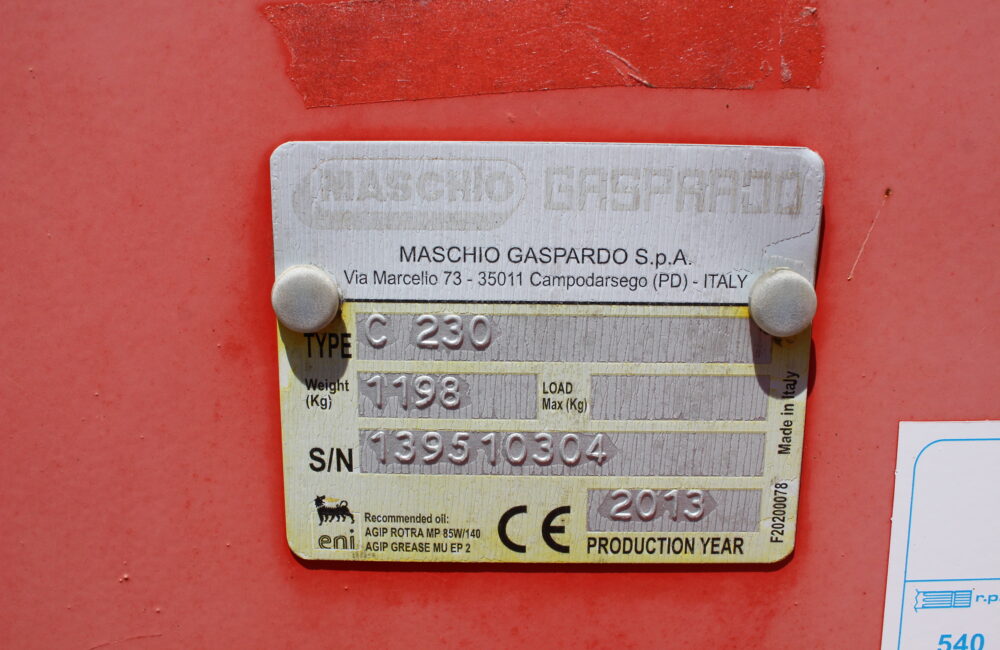 MASCHIO GASPARDO
MASCHIO GASPARDO S.p.A.
Via Marcello 73 - 35011 Campodarsego (PD) - ITALY
TYPE C 230
Weight (Kg) 1198 LOAD Max (Kg)
S/N 139510304
Made in Italy
F20200078
eni
Recommended oil:
AGIP ROTRA MP 85W/140
AGIP GREASE MU EP 2
CE
2013
PRODUCTION YEAR
r.p.
540